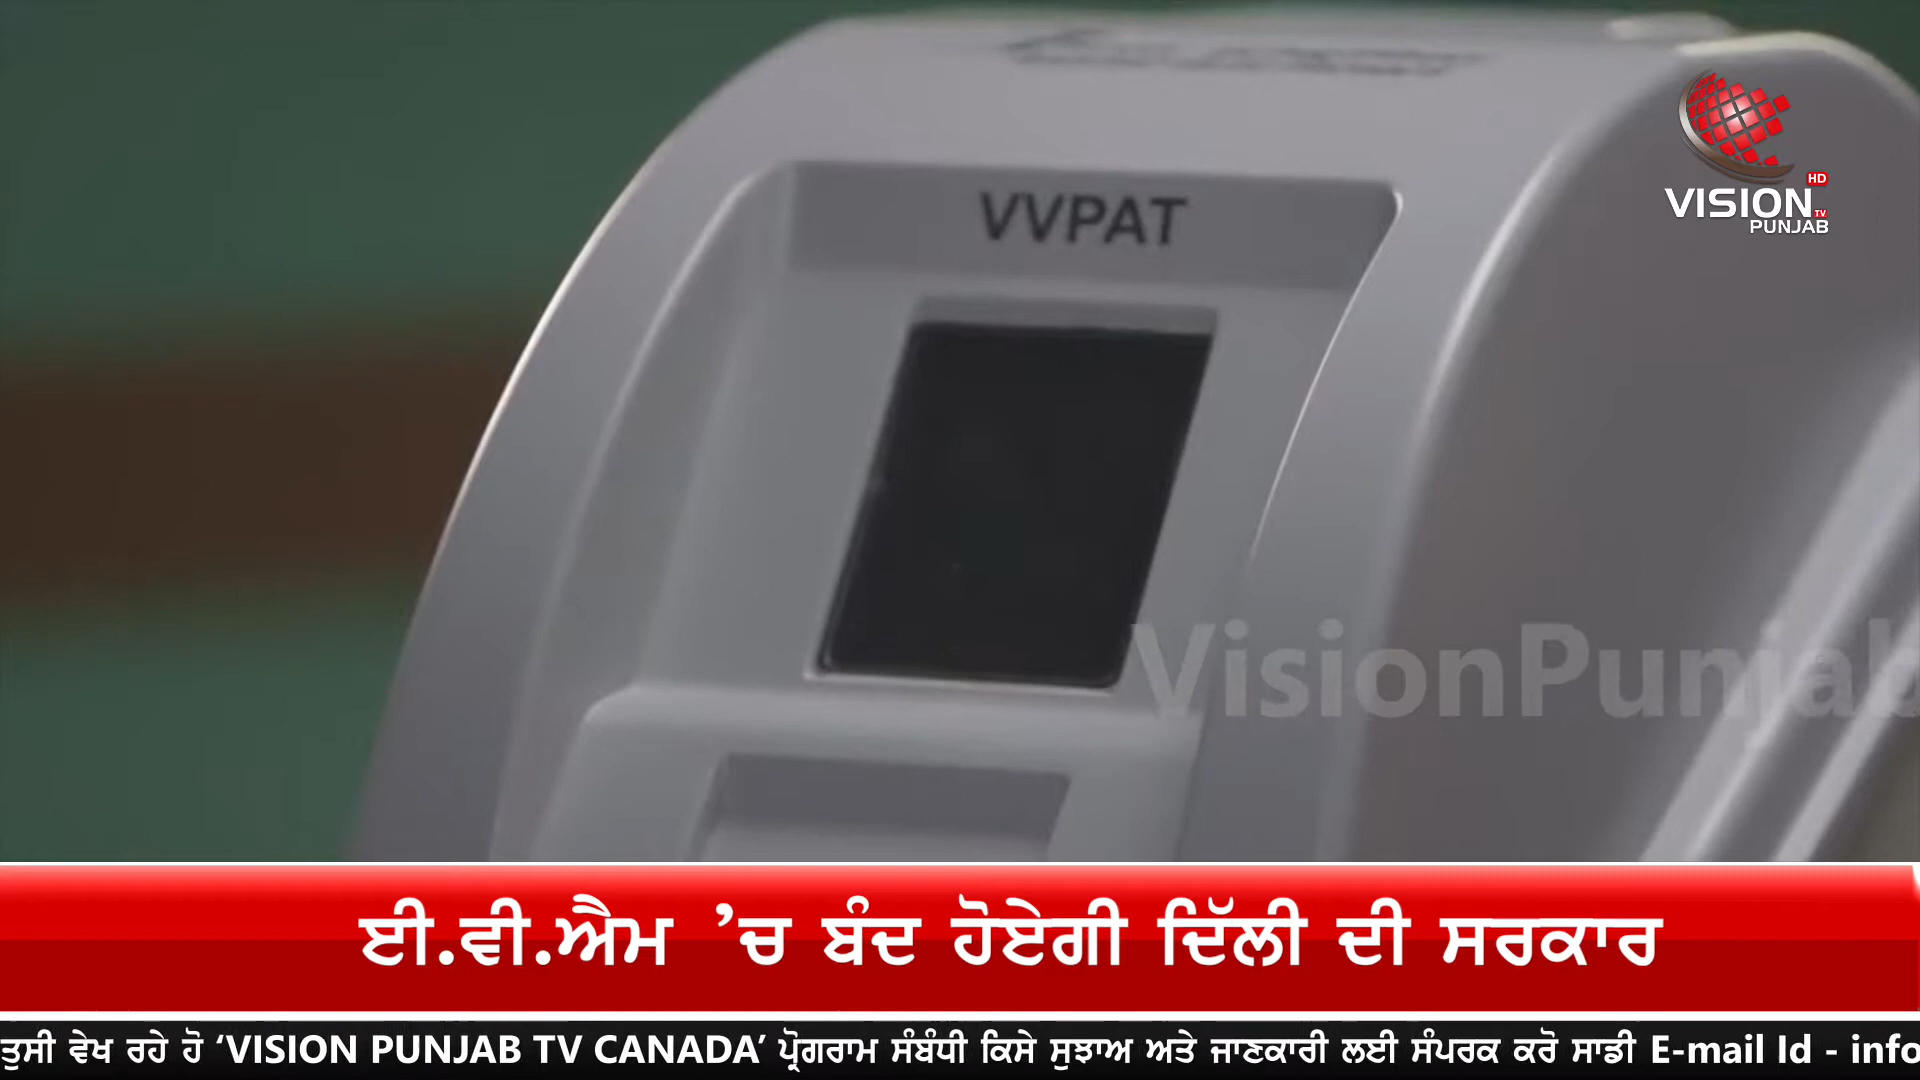 VVPAT
HD
VISION
TV
PUNJAB
VisionPunjab
ਈ.ਵੀ.ਐਮ ’ਚ ਬੰਦ ਹੋਏਗੀ ਦਿੱਲੀ ਦੀ ਸਰਕਾਰ
ਤੁਸੀ ਵੇਖ ਰਹੇ ਹੋ ‘VISION PUNJAB TV CANADA’ ਪ੍ਰੋਗਰਾਮ ਸੰਬੰਧੀ ਕਿਸੇ ਸੁਝਾਅ ਅਤੇ ਜਾਣਕਾਰੀ ਲਈ ਸੰਪਰਕ ਕਰੋ ਸਾਡੀ E-mail Id - info